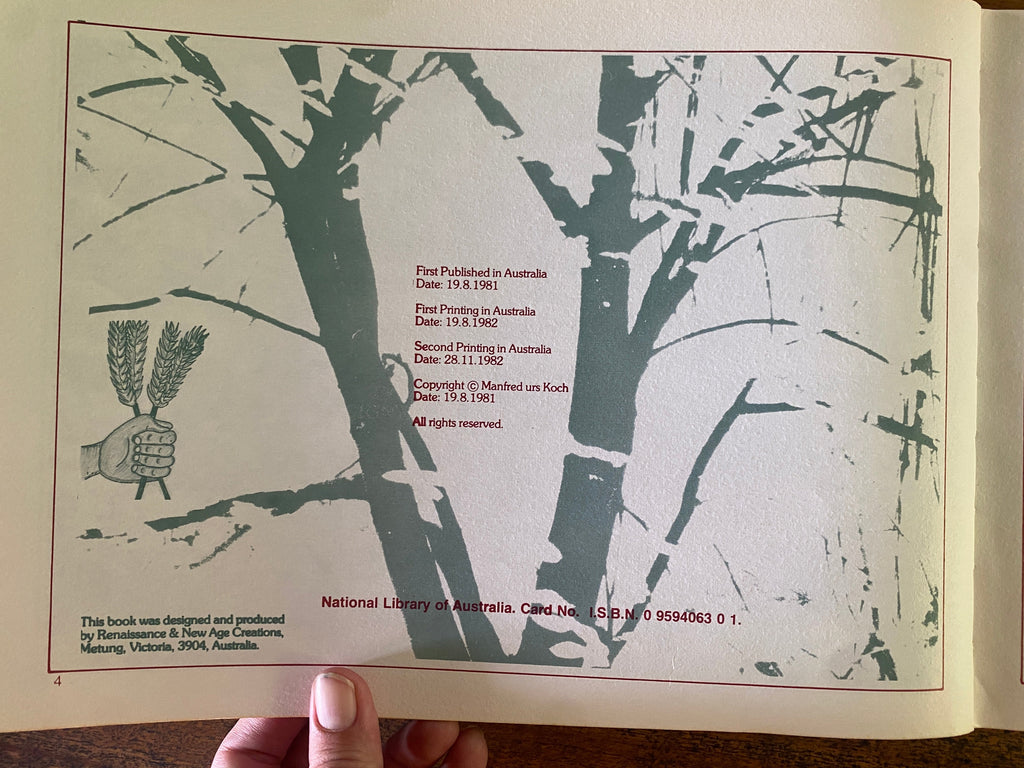 First Published in Australia
Date: 19.8.1981
First Printing in Australia
Date: 19.8.1982
Second Printing in Australia
Date: 28.11.1982
Copyright © Manfred urs Koch
Date: 19.8.1981
All rights reserved.
National Library of Australia. Card No. I.S.B.N. 0 9594063 0 1.
This book was designed and produced
by Renaissance & New Age Creations,
Metung, Victoria, 3904, Australia.
4